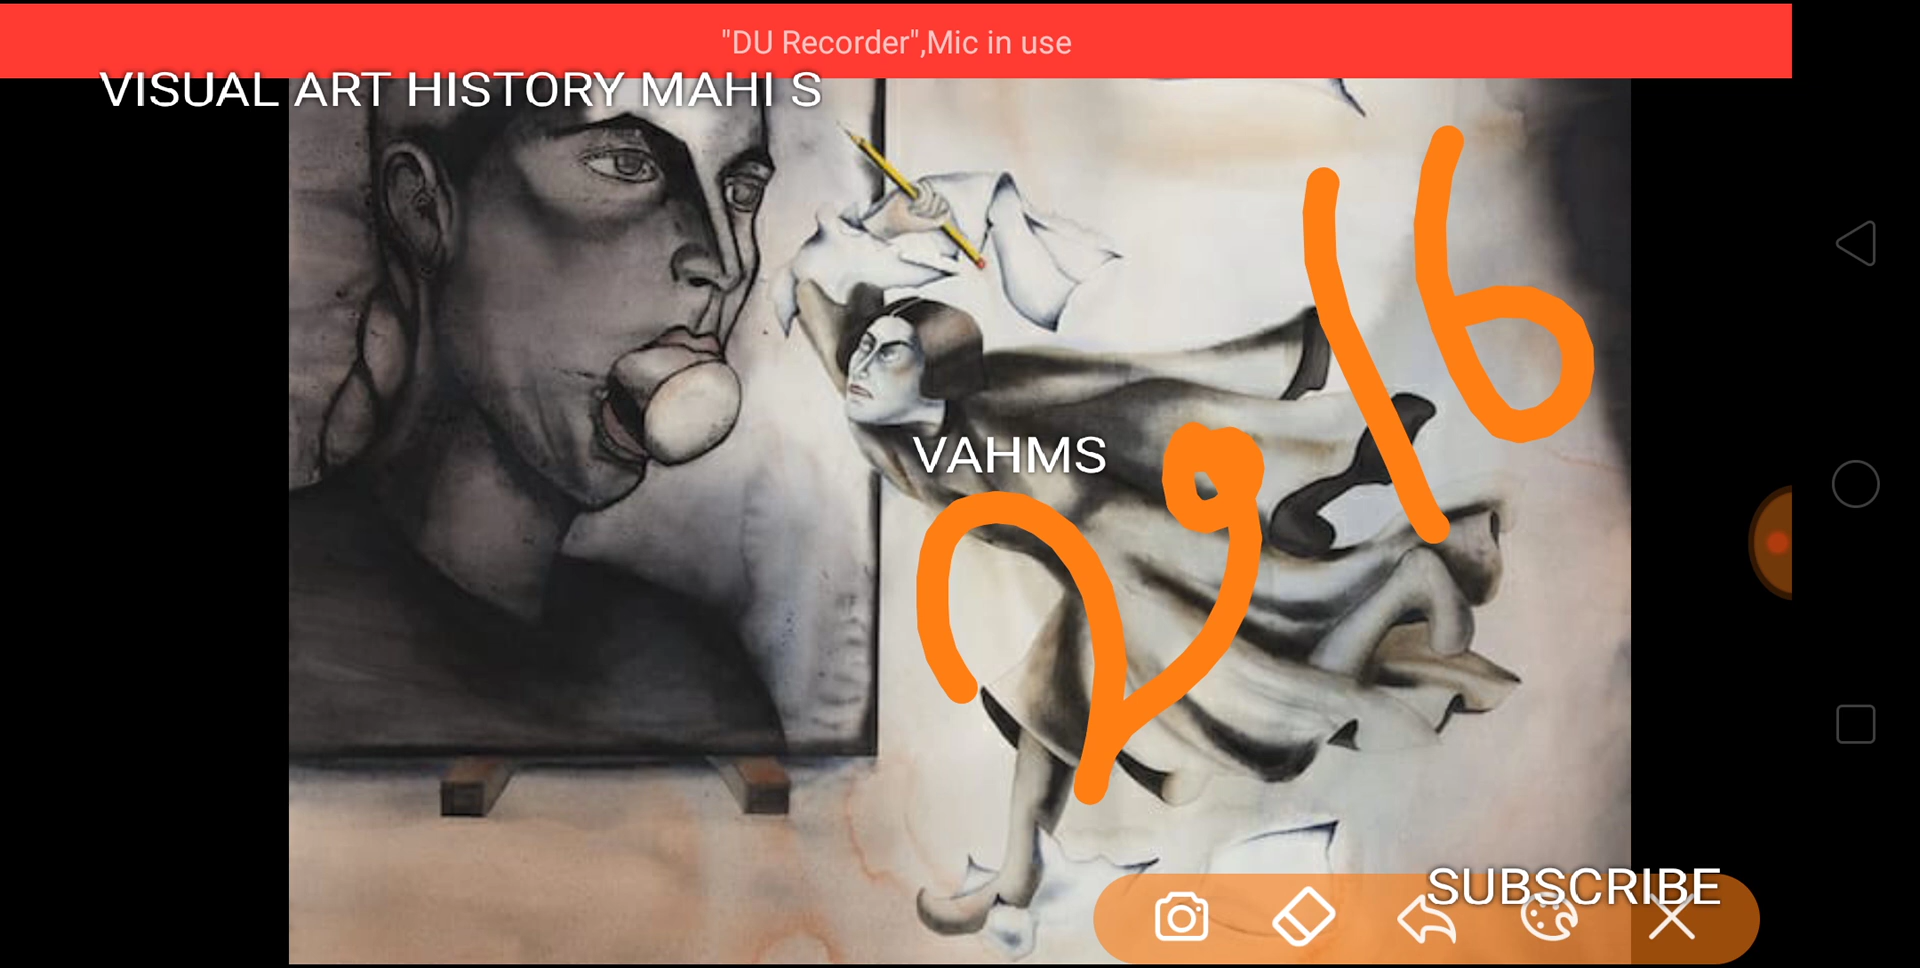 "DU Recorder",Mic in use
VISUAL ART HISTORY MAHI S
VAHMS
2016
SUBSCRIBE